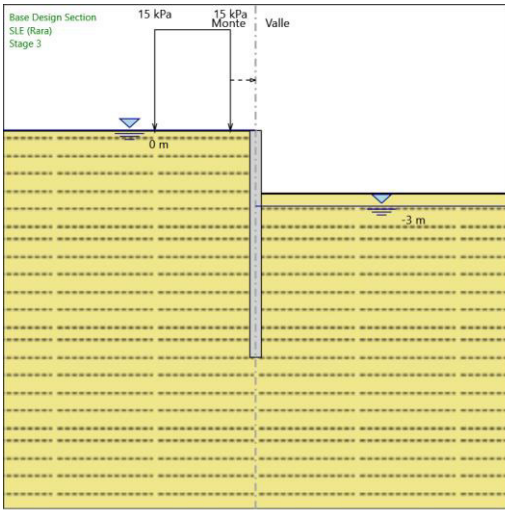 Base Design Section
SLE (Rara)
Stage 3
15 kPa
15 kPa
Monte
Valle
0 m
-3 m